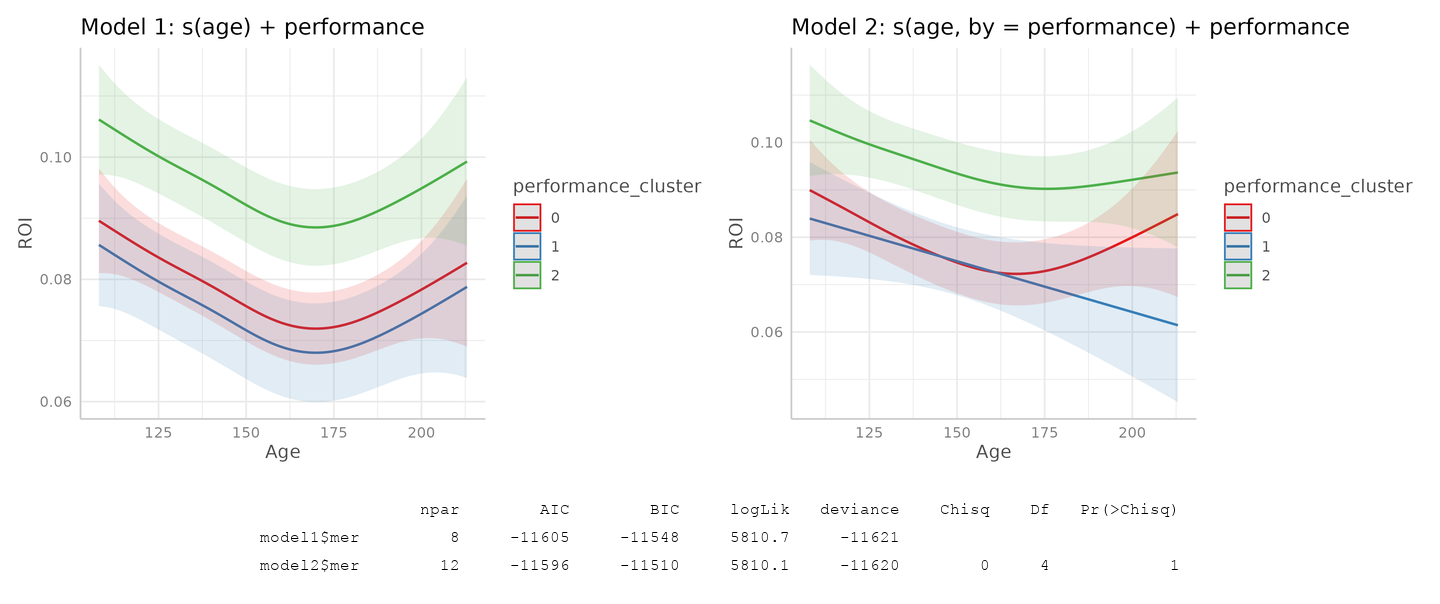 Model 1: s(age) + performance
0.10
0.08
0.06
ROI
125 150 175 200
Age
performance_cluster
0
1
2
Model 2: s(age, by = performance) + performance
0.10
0.08
0.06
ROI
125 150 175 200
Age
performance_cluster
0
1
2
npar AIC BIC logLik deviance Chisq Df Pr(>Chisq)
model1$mer 8 -11605 -11548 5810.7 -11621
model2$mer 12 -11596 -11510 5810.1 -11620 0 4 1